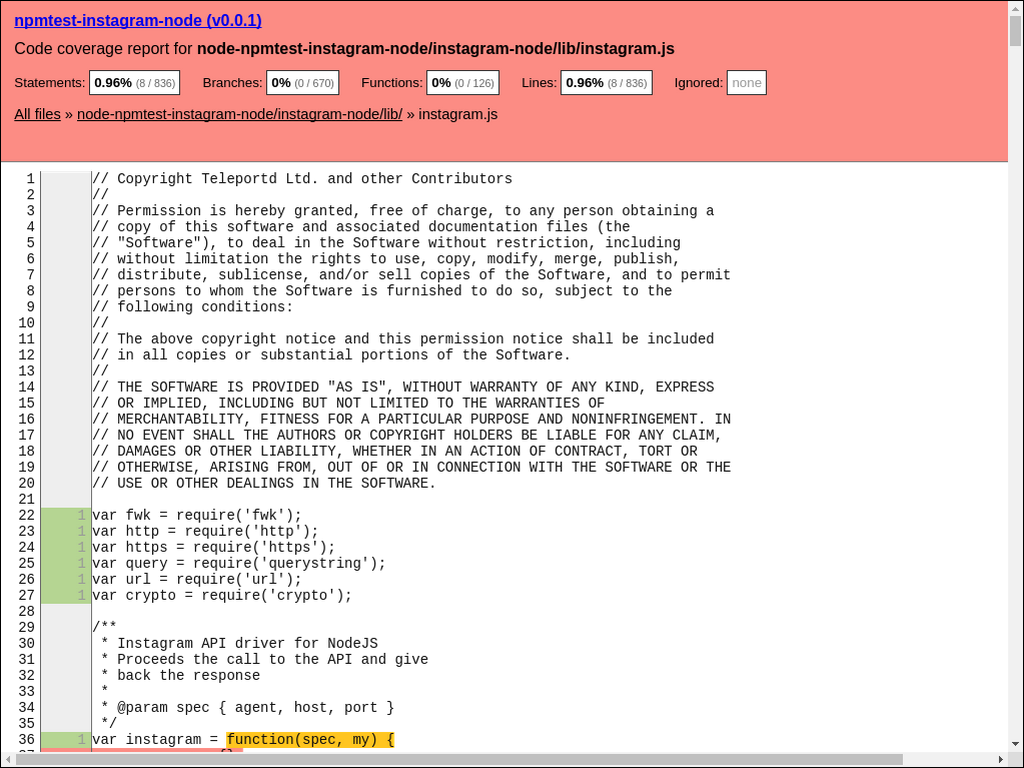 npmtest-instagram-node (v0.0.1)
Code coverage report for node-npmtest-instagram-node/instagram-node/lib/instagram.js
Statements: 0.96% (8 / 836) Branches: 0% (0 / 670) Functions: 0% (0 / 126) Lines: 0.96% (8 / 836) Ignored: none
All files » node-npmtest-instagram-node/instagram-node/lib/ » instagram.js
1 // Copyright Teleportd Ltd. and other Contributors
2 //
3 // Permission is hereby granted, free of charge, to any person obtaining a
4 // copy of this software and associated documentation files (the
5 // "Software"), to deal in the Software without restriction, including
6 // without limitation the rights to use, copy, modify, merge, publish,
7 // distribute, sublicense, and/or sell copies of the Software, and to permit
8 // persons to whom the Software is furnished to do so, subject to the
9 // following conditions:
10 //
11 // The above copyright notice and this permission notice shall be included
12 // in all copies or substantial portions of the Software.
13 //
14 // THE SOFTWARE IS PROVIDED "AS IS", WITHOUT WARRANTY OF ANY KIND, EXPRESS
15 // OR IMPLIED, INCLUDING BUT NOT LIMITED TO THE WARRANTIES OF
16 // MERCHANTABILITY, FITNESS FOR A PARTICULAR PURPOSE AND NONINFRINGEMENT. IN
17 // NO EVENT SHALL THE AUTHORS OR COPYRIGHT HOLDERS BE LIABLE FOR ANY CLAIM,
18 // DAMAGES OR OTHER LIABILITY, WHETHER IN AN ACTION OF CONTRACT, TORT OR
19 // OTHERWISE, ARISING FROM, OUT OF OR IN CONNECTION WITH THE SOFTWARE OR THE
20 // USE OR OTHER DEALINGS IN THE SOFTWARE.
21
22 1 var fwk = require('fwk');
23 1 var http = require('http');
24 1 var https = require('https');
25 1 var query = require('querystring');
26 1 var url = require('url');
27 1 var crypto = require('crypto');
28
29 /**
30 * Instagram API driver for NodeJS
31 * Proceeds the call to the API and give
32 * back the response
33 *
34 * @param spec { agent, host, port }
35 */
36 1 var instagram = function(spec, my) {